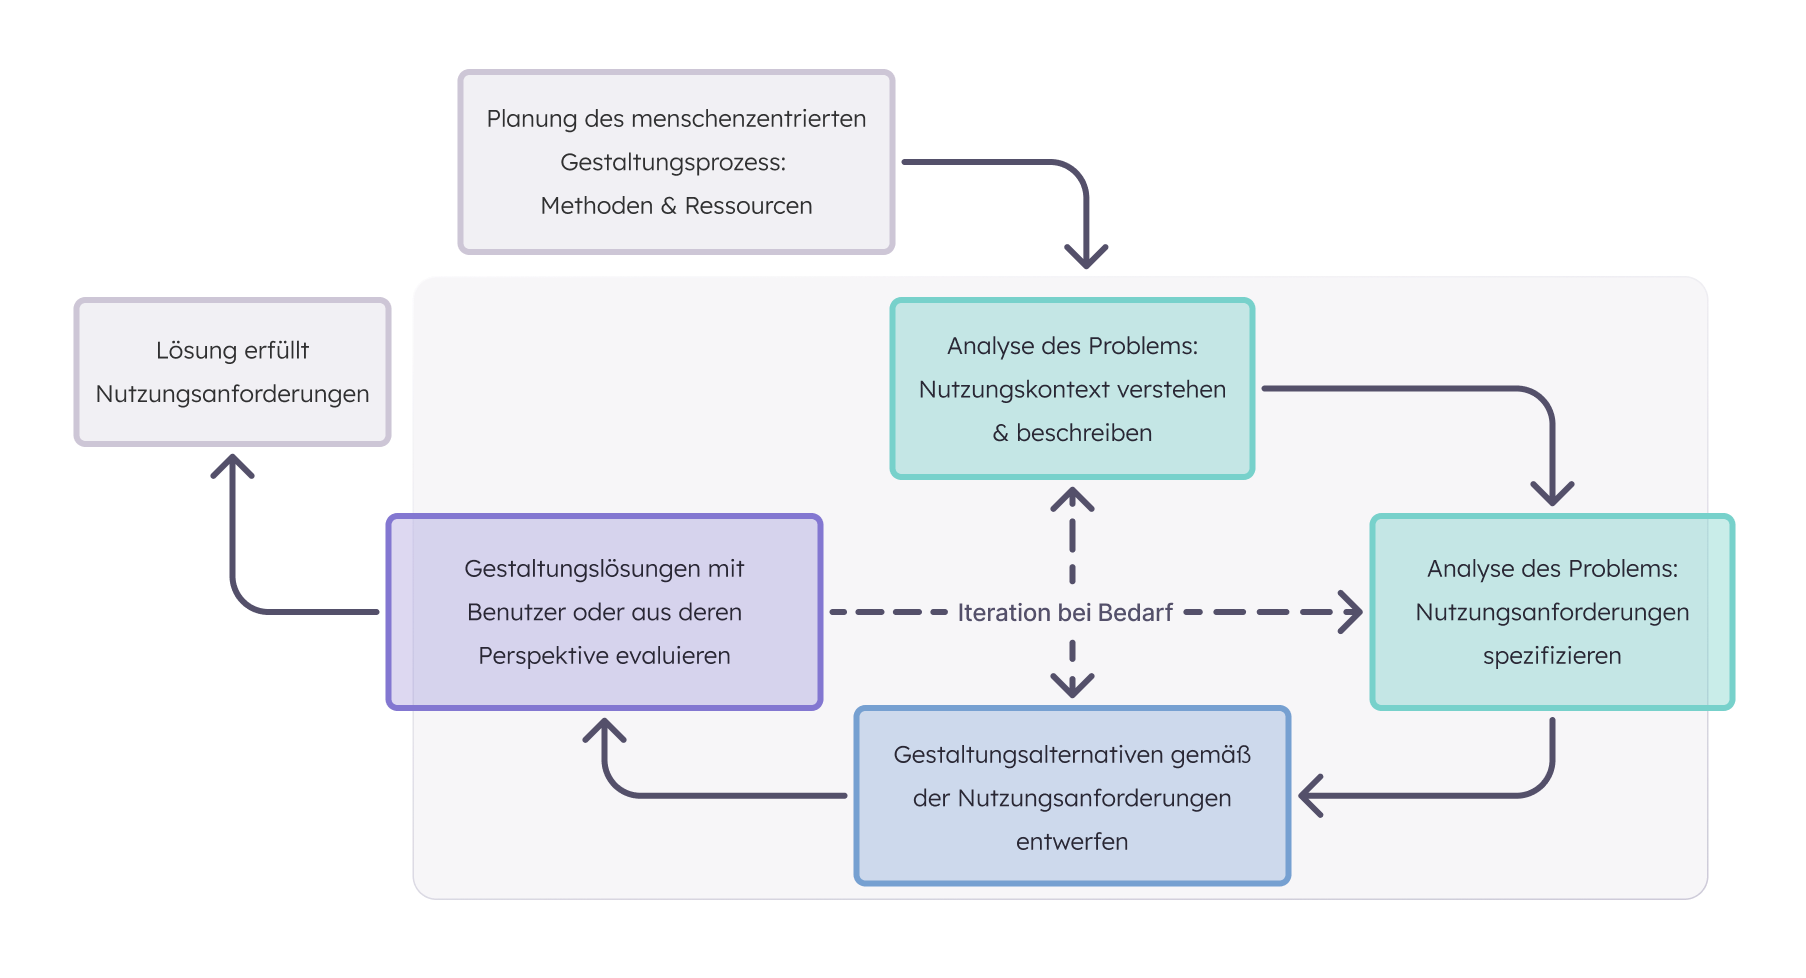 Planung des menschenzentrierten
Gestaltungsprozess:
Methoden & Ressourcen
Lösung erfüllt
Nutzungsanforderungen
Analyse des Problems:
Nutzungskontext verstehen
& beschreiben
Gestaltungslösungen mit
Benutzer oder aus deren
Perspektive evaluieren
Iteration bei Bedarf
Analyse des Problems:
Nutzungsanforderungen
spezifizieren
Gestaltungsalternativen gemäß
der Nutzungsanforderungen
entwerfen